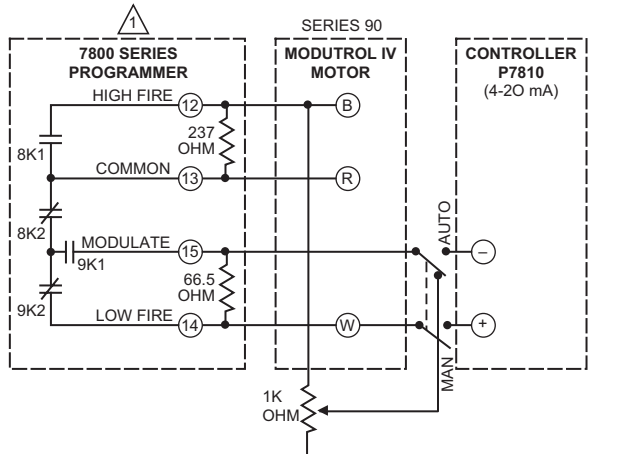 1
SERIES 90
7800 SERIES
PROGRAMMER
MODUTROL IV
MOTOR
CONTROLLER
P7810
(4-2O mA)
HIGH FIRE
12
B
8K1
237
OHM
COMMON
13
R
8K2
AUTO
MODULATE
15
–
9K1
66.5
OHM
9K2
LOW FIRE
14
W
+
MAN
1K
OHM